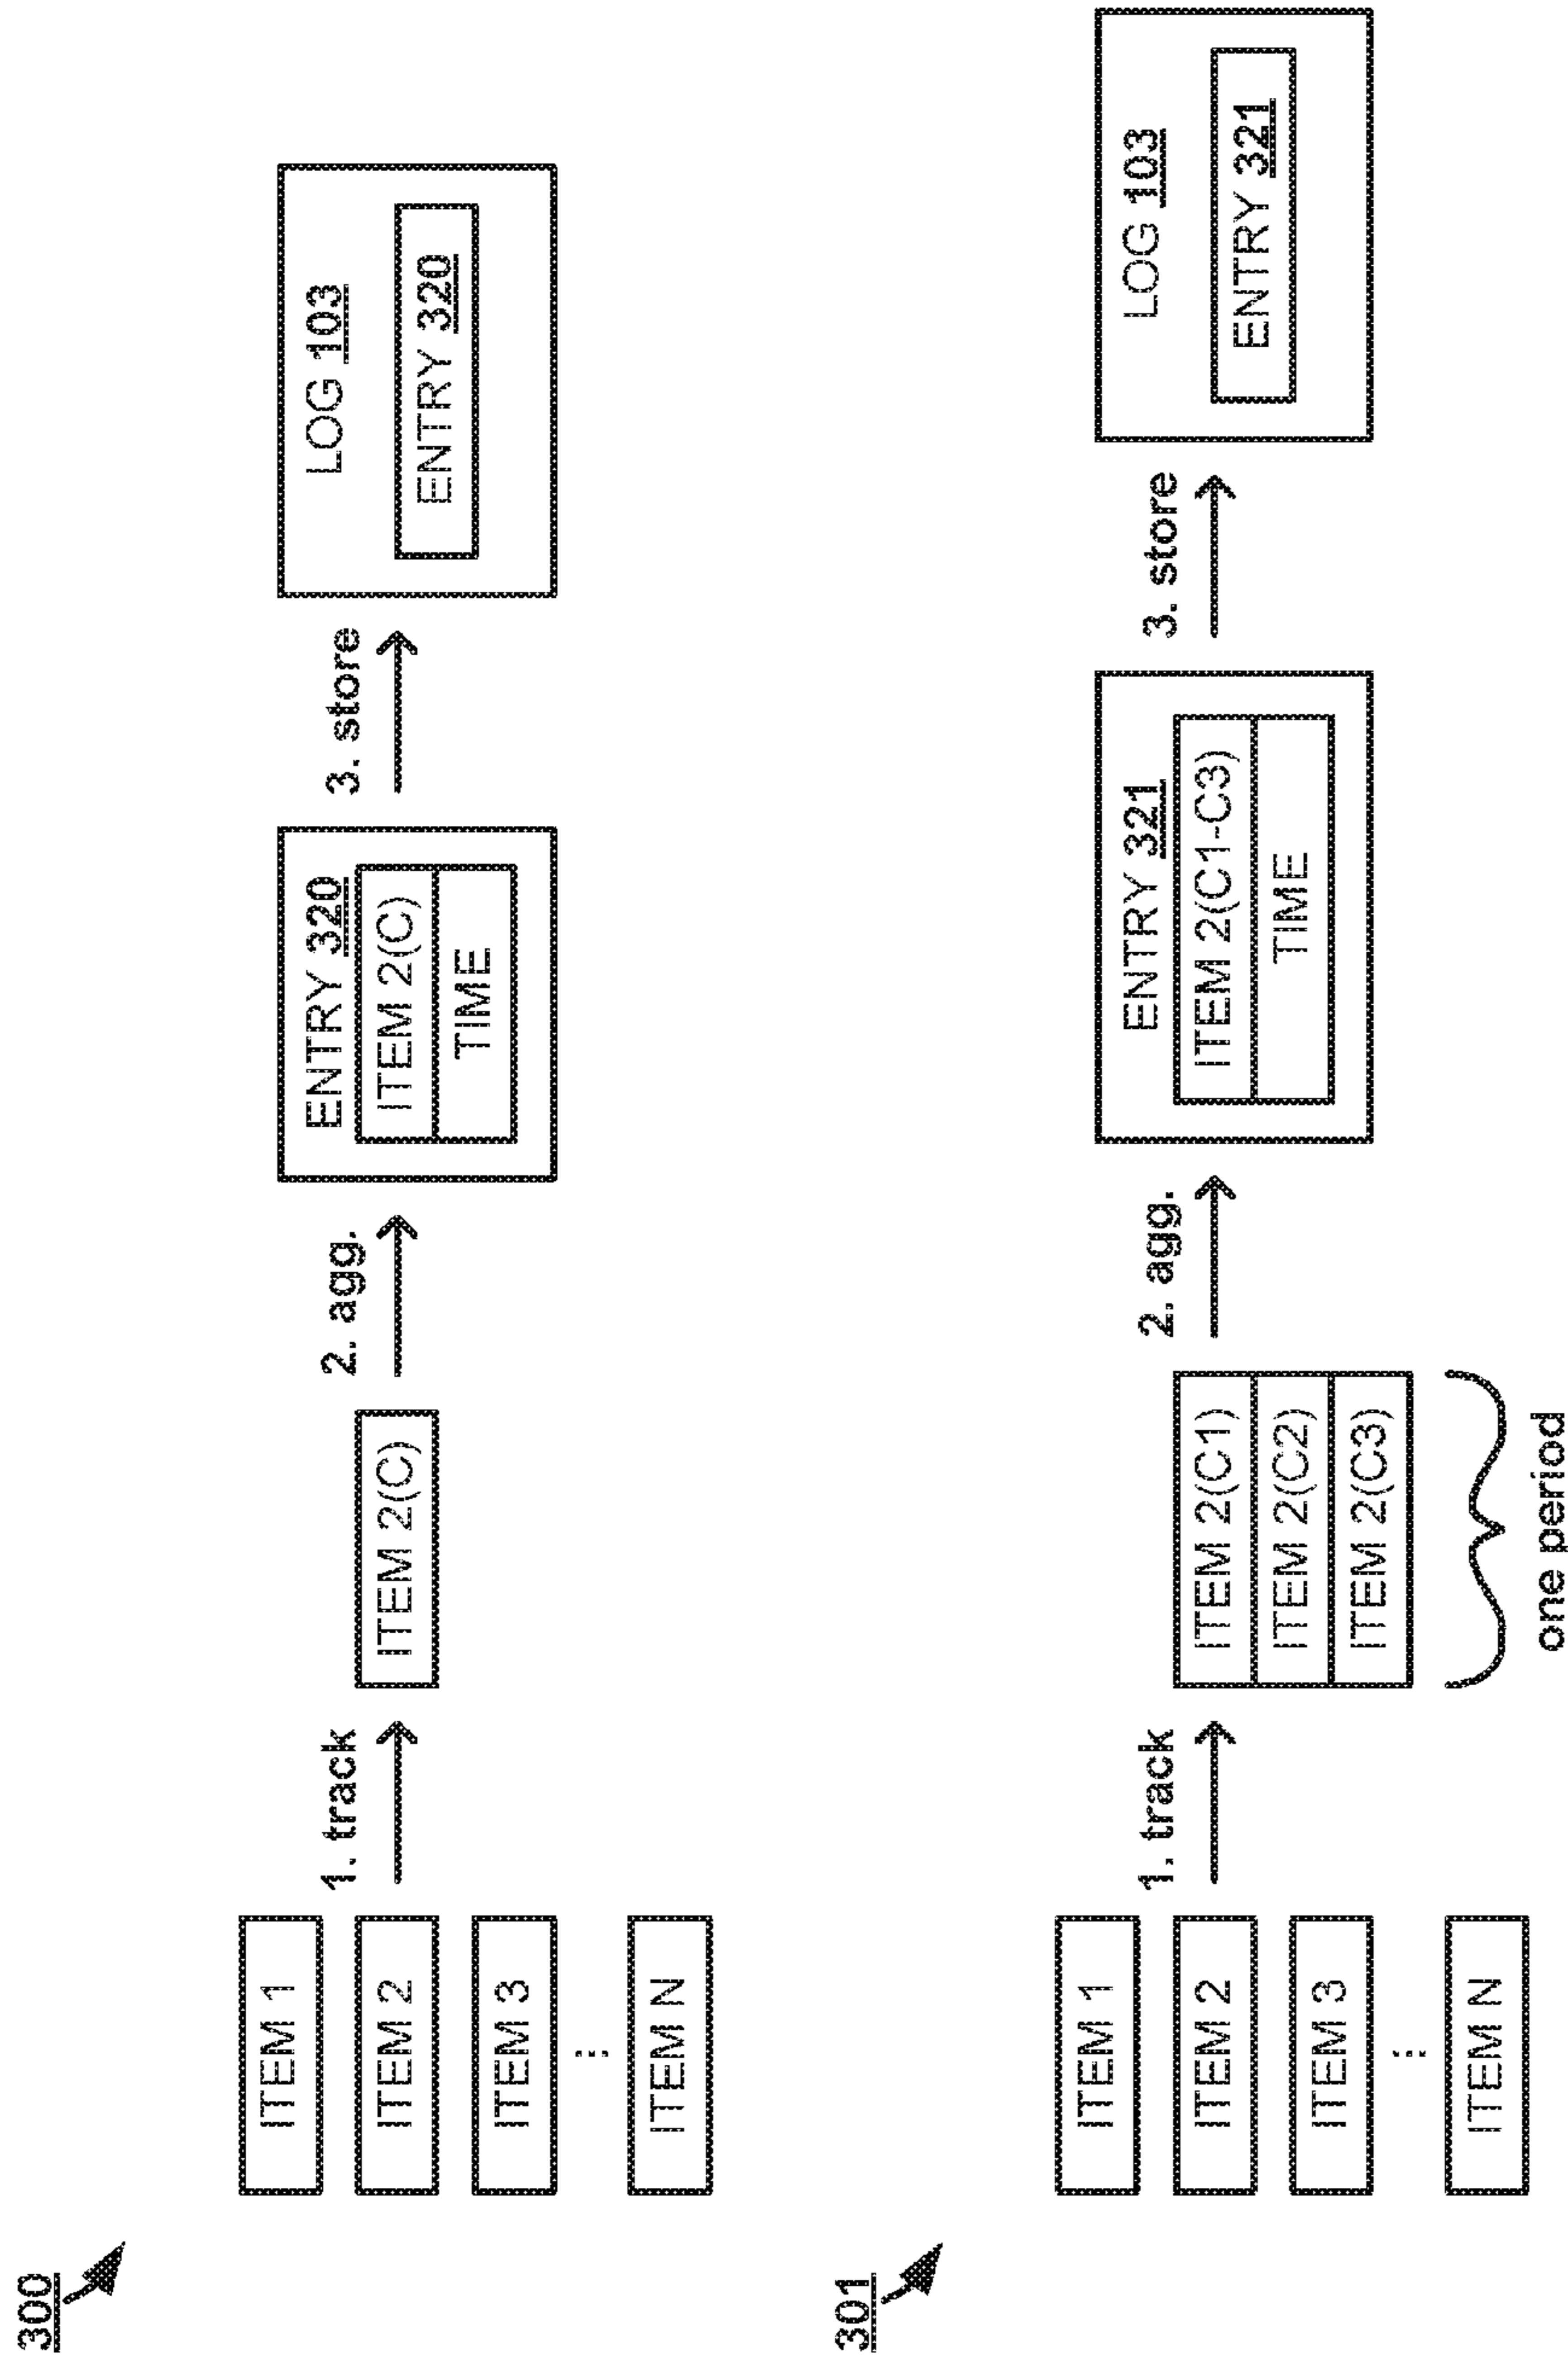 300
ITEM 1
ITEM 2
ITEM 3
ITEM N
1. track
ITEM 2(C)
2. agg.
ENTRY 320
ITEM 2(C)
TIME
3. store
LOG 103
ENTRY 320
301
ITEM 1
ITEM 2
ITEM 3
ITEM N
1. track
ITEM 2(C1)
ITEM 2(C2)
ITEM 2(C3)
one period
2. agg.
ENTRY 321
ITEM 2(C1-C3)
TIME
3. store
LOG 103
ENTRY 321